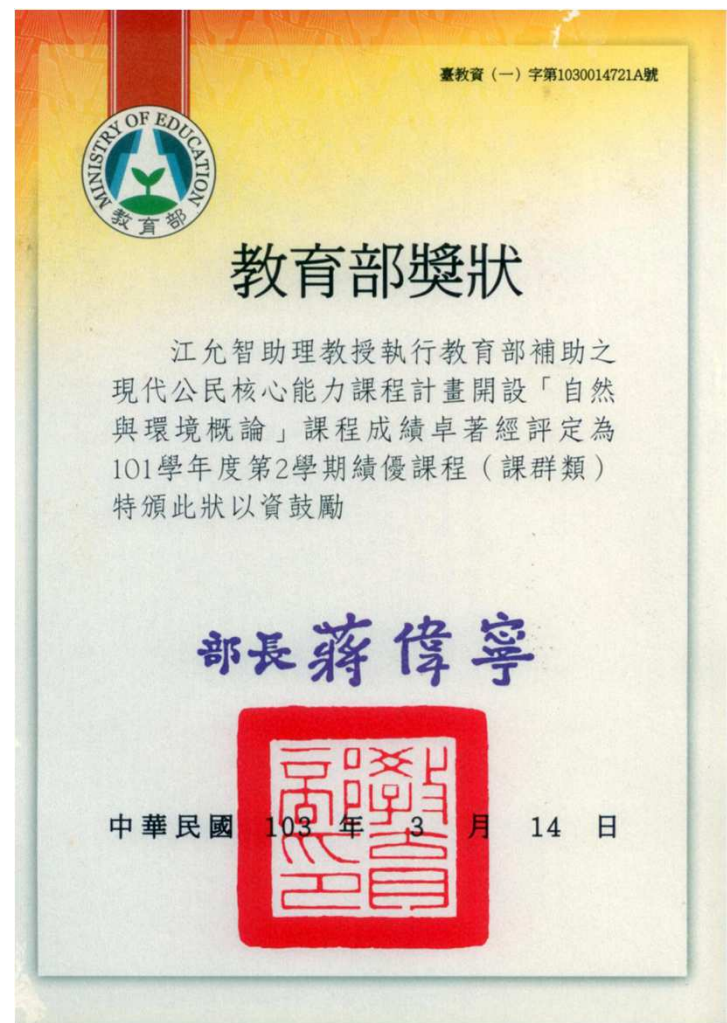 臺教資（一）字第1030014721A號
MINISTRY OF EDUCATION
教育部
教育部獎狀
江允智助理教授執行教育部補助之
現代公民核心能力課程計畫開設「自然
與環境概論」課程成績卓著經評定為
101學年度第2學期績優課程（課群類）
特頒此狀以資鼓勵
部長 蔣偉寧
教育部印
中華民國 103 年 3 月 14 日